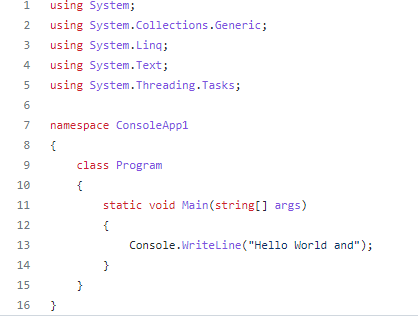 1 using System;
2 using System.Collections.Generic;
3 using System.Linq;
4 using System.Text;
5 using System.Threading.Tasks;
6
7 namespace ConsoleApp1
8 {
9     class Program
10     {
11         static void Main(string[] args)
12         {
13             Console.WriteLine("Hello World and");
14         }
15     }
16 }